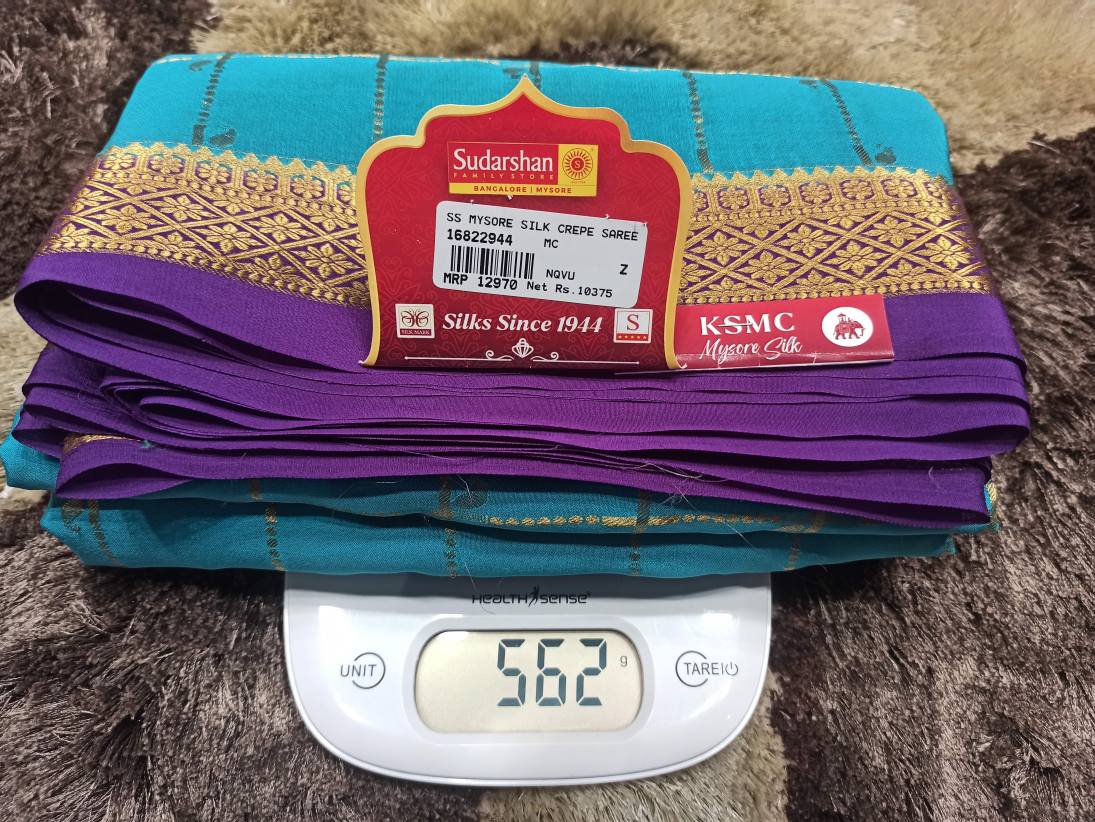 Sudarshan
FAMILY STORE
BANGALORE | MYSORE
S
SS MYSORE SILK CREPE SAREE
16822944 MC
NQVU Z
MRP 12970 Net Rs.10375
SILK MARK
Silks Since 1944
S
KSMC
Mysore Silk
HEALTH SENSE
562 g
UNIT
TARE